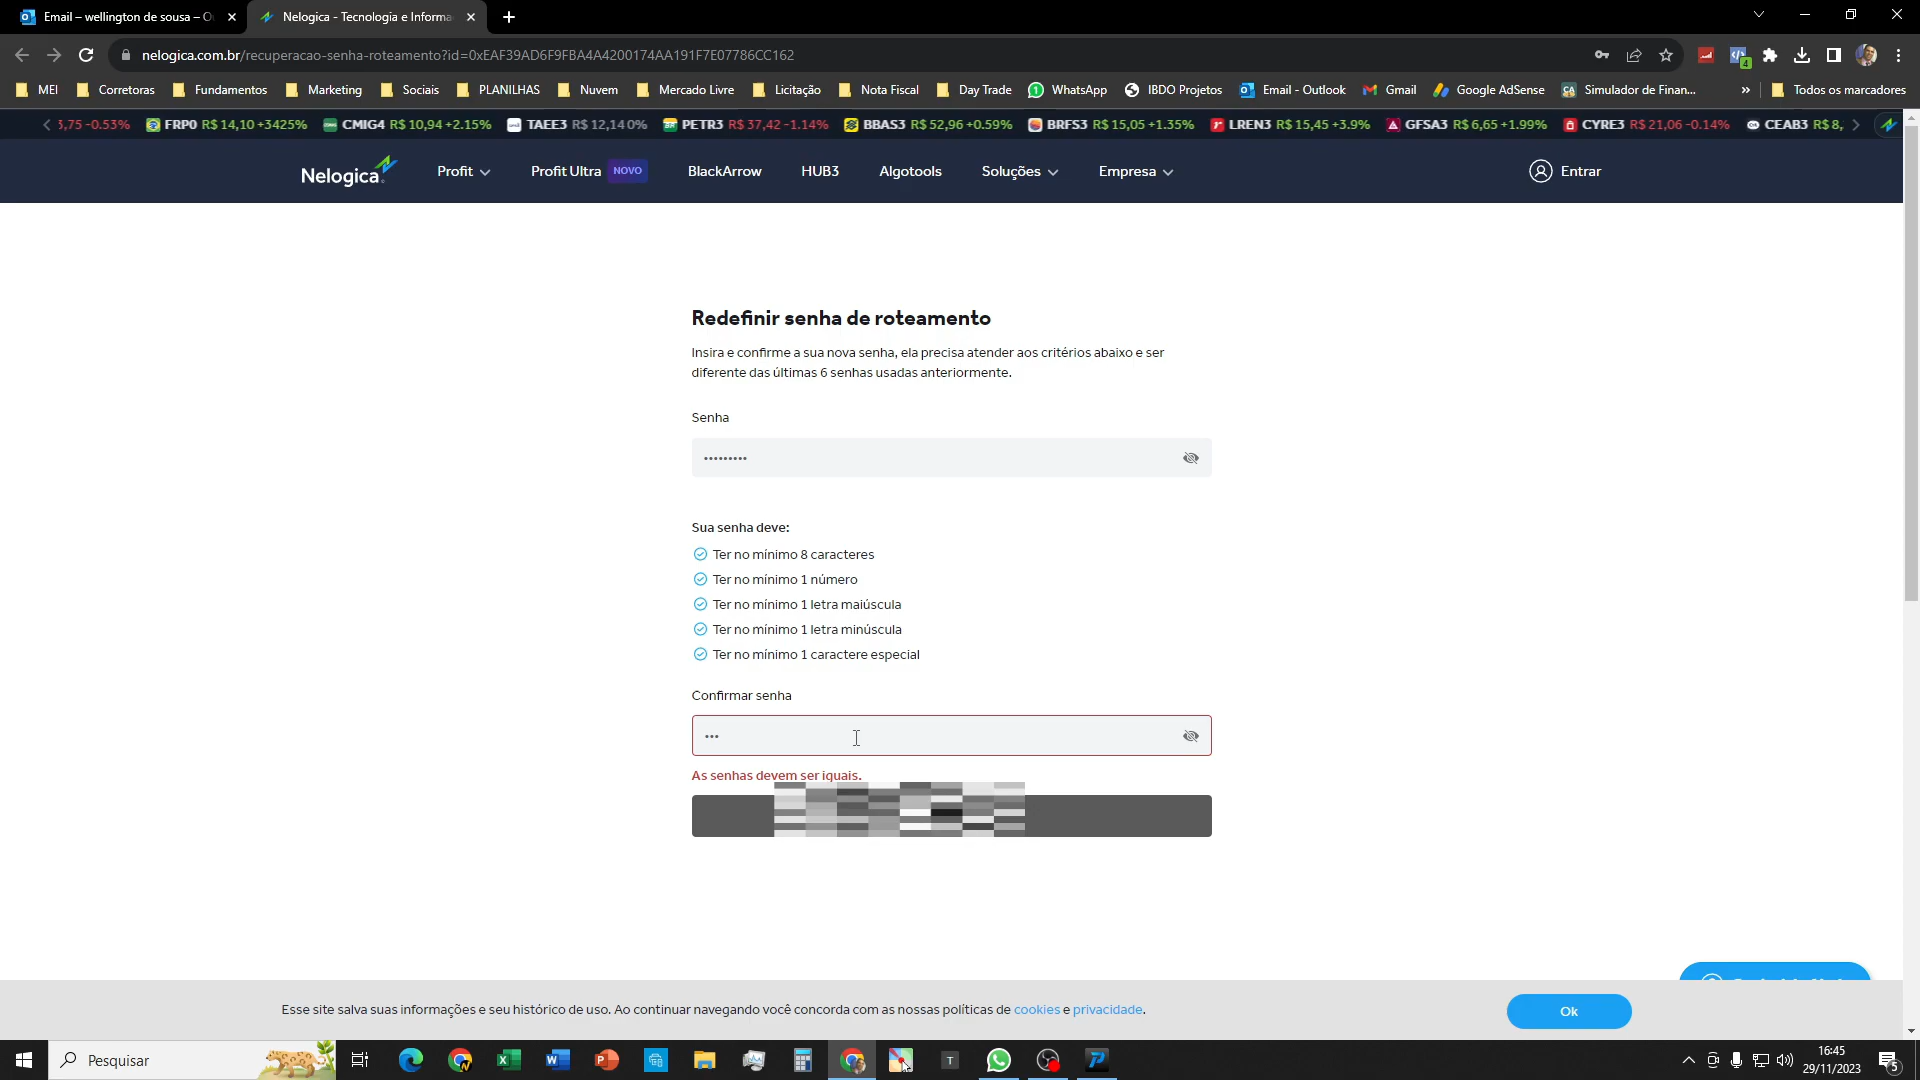 Email – wellington de sousa – O
Nelogica - Tecnologia e Informa
nelogica.com.br/recuperacao-senha-roteamento?id=0xEAF39AD6F9FBA4A4200174AA191F7E07786CC162
4
MEI
Corretoras
Fundamentos
Marketing
Sociais
PLANILHAS
Nuvem
Mercado Livre
Licitação
Nota Fiscal
Day Trade
WhatsApp
IBDO Projetos
Email - Outlook
Gmail
Google AdSense
Simulador de Finan...
»
Todos os marcadores
3,75 -0.53%
FRP0 R$ 14,10 +3425%
CMIG4 R$ 10,94 +2.15%
TAEE3 R$ 12,14 0%
PETR3 R$ 37,42 -1.14%
BBAS3 R$ 52,96 +0.59%
BRFS3 R$ 15,05 +1.35%
LREN3 R$ 15,45 +3.9%
GFSA3 R$ 6,65 +1.99%
CYRE3 R$ 21,06 -0.14%
CEAB3 R$ 8,
Nelogica
Profit
Profit Ultra NOVO
BlackArrow
HUB3
Algotools
Soluções
Empresa
Entrar
Redefinir senha de roteamento
Insira e confirme a sua nova senha, ela precisa atender aos critérios abaixo e ser
diferente das últimas 6 senhas usadas anteriormente.
Senha
•••••••••
Sua senha deve:
Ter no mínimo 8 caracteres
Ter no mínimo 1 número
Ter no mínimo 1 letra maiúscula
Ter no mínimo 1 letra minúscula
Ter no mínimo 1 caractere especial
Confirmar senha
•••
As senhas devem ser iguais.
Esse site salva suas informações e seu histórico de uso. Ao continuar navegando você concorda com as nossas políticas de cookies e privacidade.
Ok
Pesquisar
16:45
29/11/2023
5